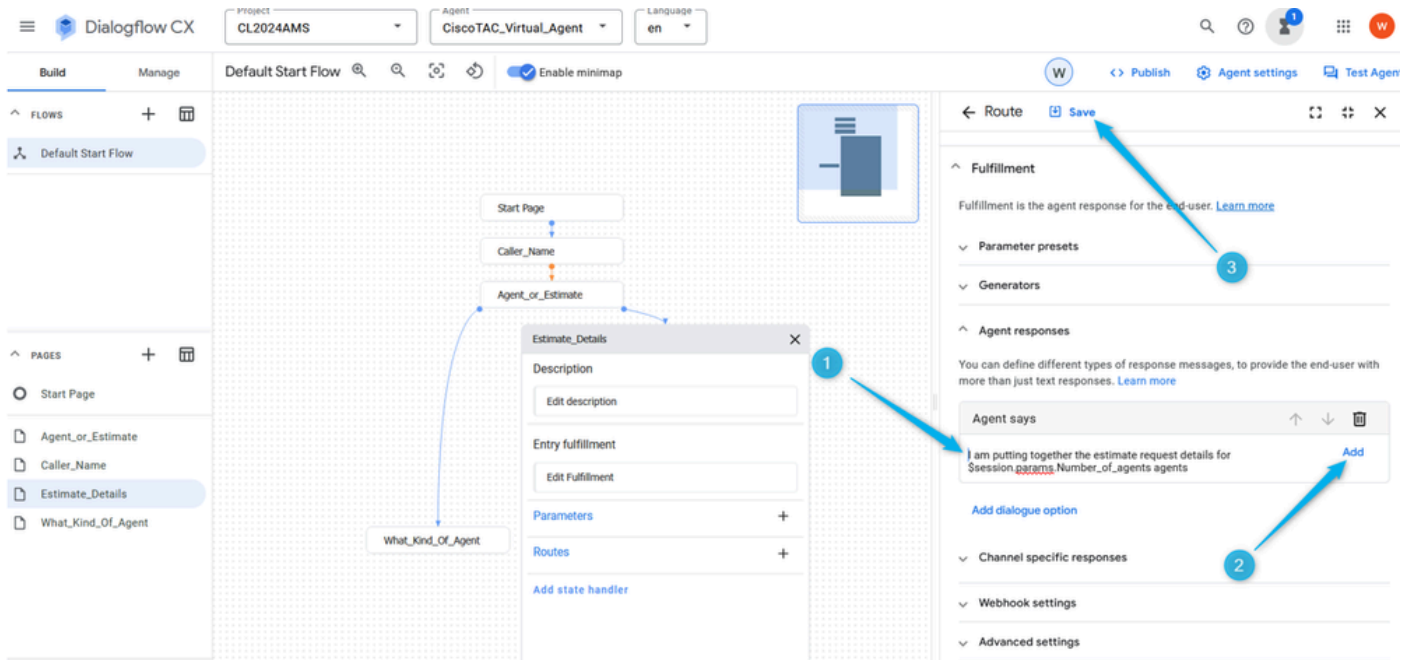 Project
Agent
Language
Dialogflow CX
CL2024AMS
CiscoTAC_Virtual_Agent
en
1
W
Build
Manage
Default Start Flow
Enable minimap
W
Publish
Agent settings
Test Agent
FLOWS
Default Start Flow
PAGES
Start Page
Agent_or_Estimate
Caller_Name
Estimate_Details
What_Kind_Of_Agent
Start Page
Caller_Name
Agent_or_Estimate
What_Kind_Of_Agent
Estimate_Details
Description
Edit description
Entry fulfillment
Edit Fulfillment
Parameters
Routes
Add state handler
Route
Save
Fulfillment
Fulfillment is the agent response for the end-user. Learn more
Parameter presets
3
Generators
Agent responses
1
You can define different types of response messages, to provide the end-user with
more than just text responses. Learn more
Agent says
I am putting together the estimate request details for
$session.params.Number_of_agents agents
Add
Add dialogue option
Channel specific responses
2
Webhook settings
Advanced settings